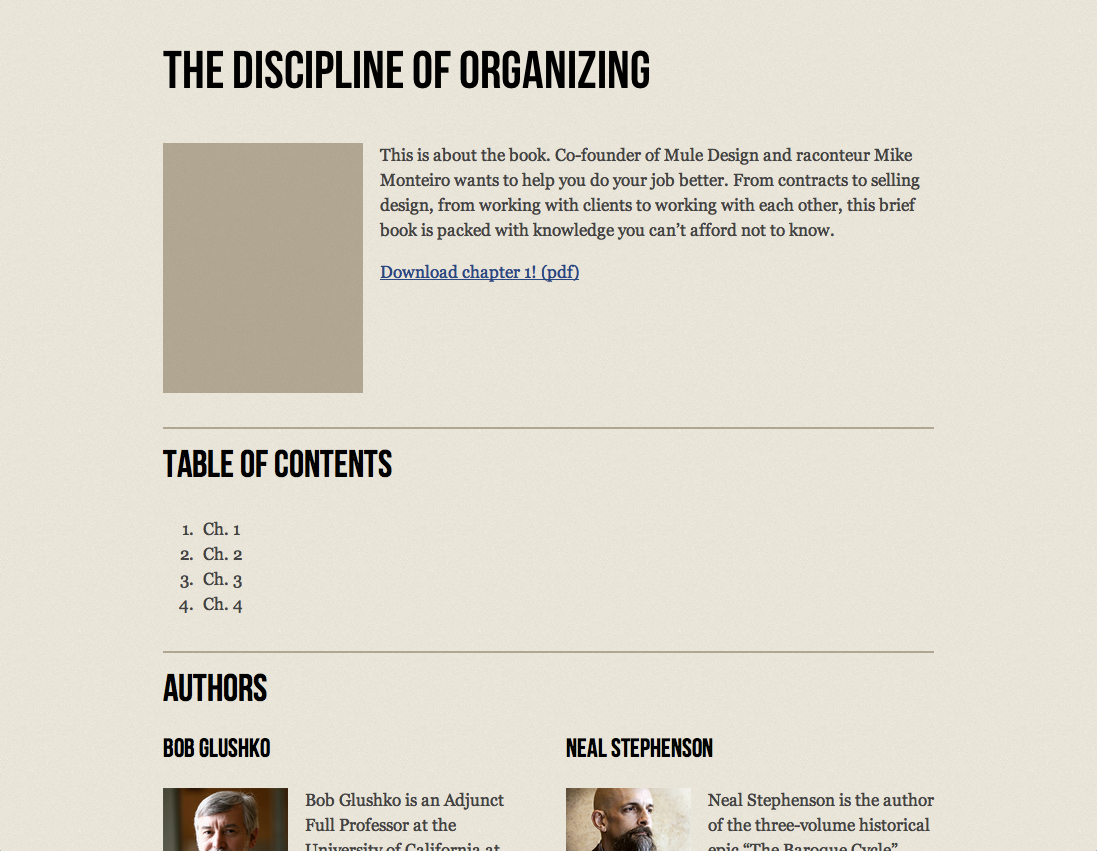 THE DISCIPLINE OF ORGANIZING
This is about the book. Co-founder of Mule Design and raconteur Mike
Monteiro wants to help you do your job better. From contracts to selling
design, from working with clients to working with each other, this brief
book is packed with knowledge you can’t afford not to know.
Download chapter 1! (pdf)
TABLE OF CONTENTS
1. Ch. 1
2. Ch. 2
3. Ch. 3
4. Ch. 4
AUTHORS
BOB GLUSHKO
Bob Glushko is an Adjunct
Full Professor at the
University of California at
NEAL STEPHENSON
Neal Stephenson is the author
of the three-volume historical
epic “The Baroque Cycle”